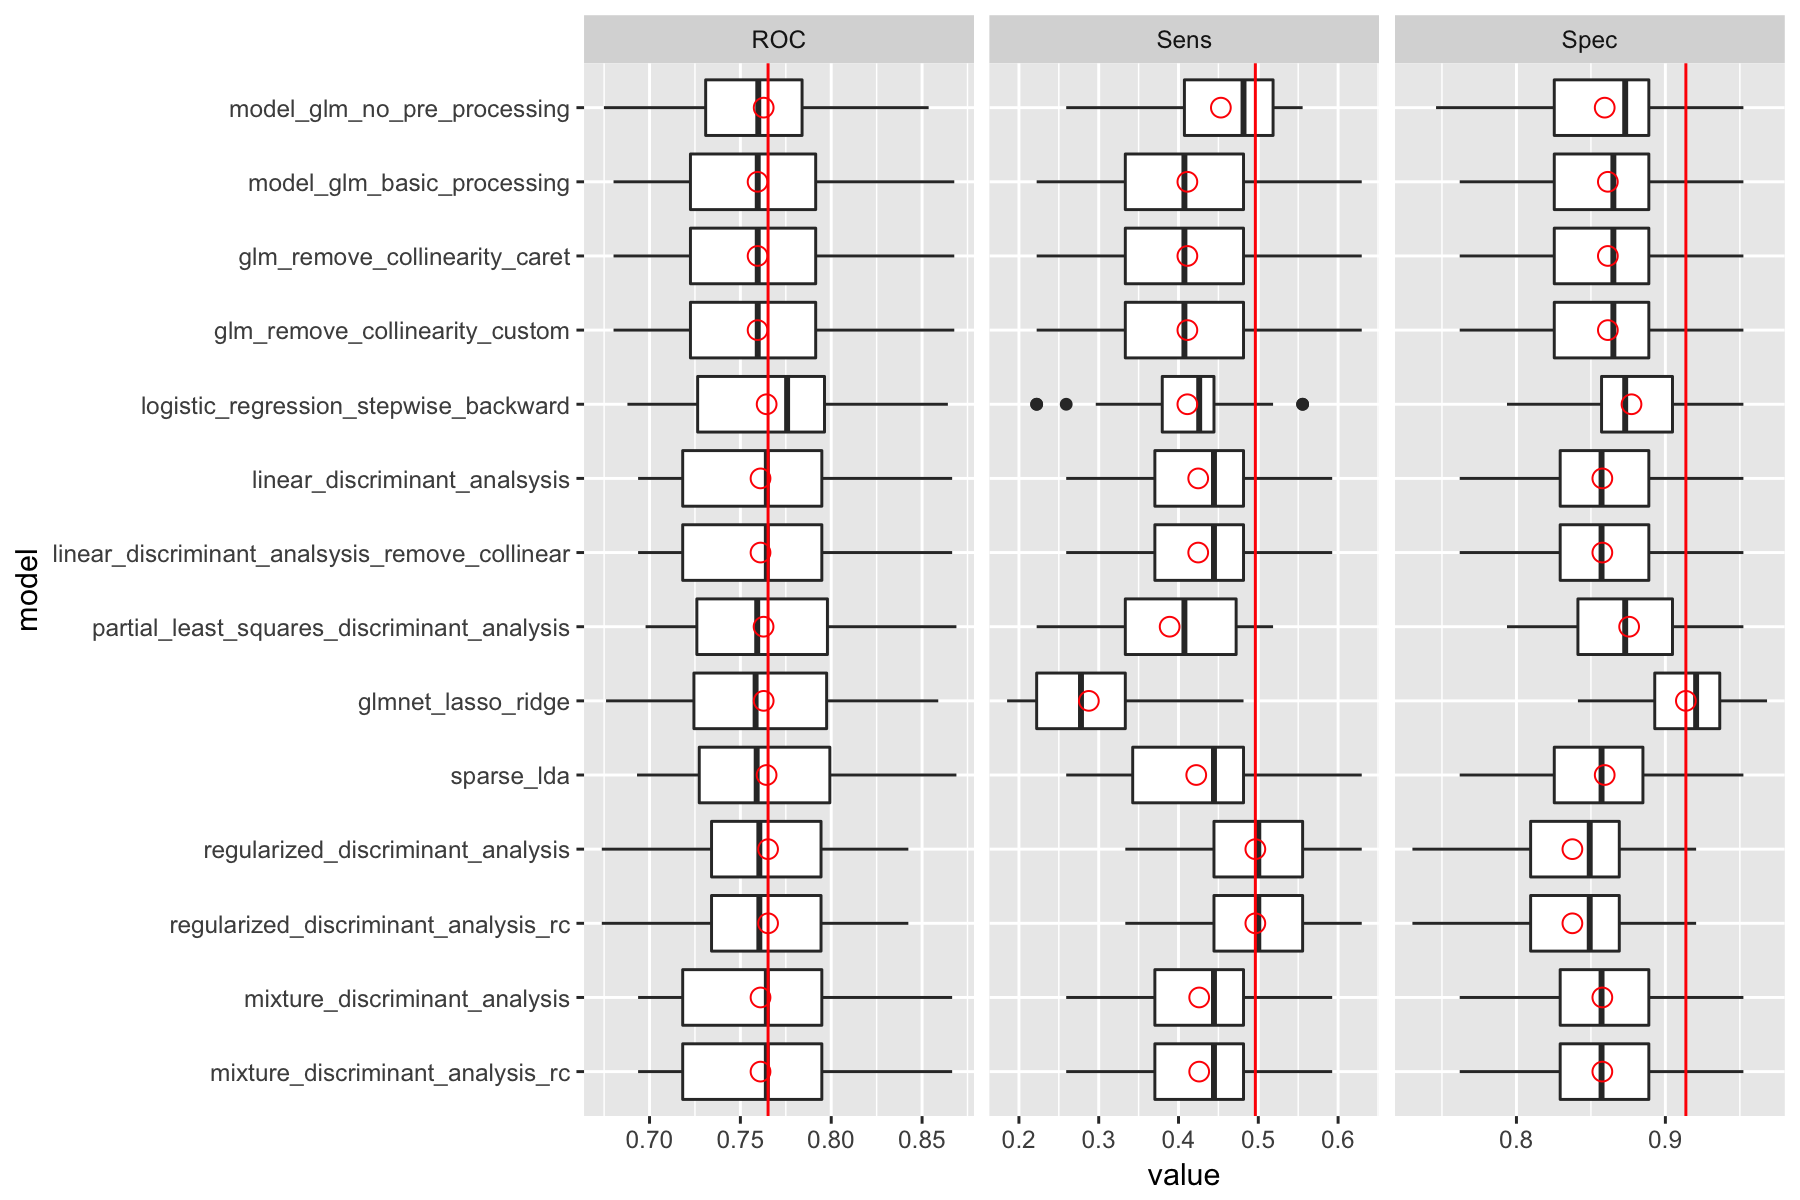 ROC Sens Spec
model_glm_no_pre_processing
model_glm_basic_processing
glm_remove_collinearity_caret
glm_remove_collinearity_custom
logistic_regression_stepwise_backward
linear_discriminant_analsysis
linear_discriminant_analsysis_remove_collinear
partial_least_squares_discriminant_analysis
glmnet_lasso_ridge
sparse_lda
regularized_discriminant_analysis
regularized_discriminant_analysis_rc
mixture_discriminant_analysis
mixture_discriminant_analysis_rc
model
0.70 0.75 0.80 0.85 0.2 0.3 0.4 0.5 0.6 0.8 0.9
value